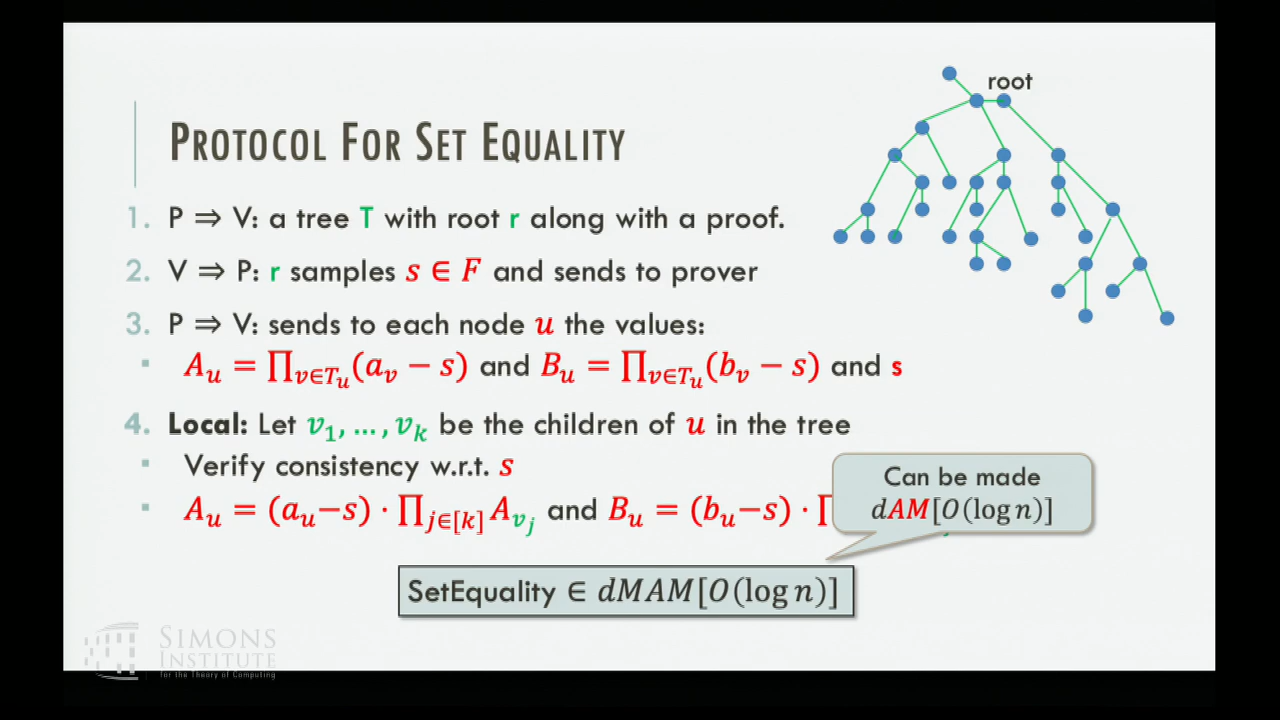 root
PROTOCOL FOR SET EQUALITY
1. P ⇒ V: a tree T with root r along with a proof.
2. V ⇒ P: r samples s ∈ F and sends to prover
3. P ⇒ V: sends to each node u the values:
▪ A_u = ∏_{v∈T_u}(a_v − s) and B_u = ∏_{v∈T_u}(b_v − s) and s
4. Local: Let v_1, …, v_k be the children of u in the tree
▪ Verify consistency w.r.t. s
▪ A_u = (a_u−s) · ∏_{j∈[k]} A_{v_j} and B_u = (b_u−s) · ∏
Can be made
dAM[O(log n)]
SetEquality ∈ dMAM[O(log n)]
SIMONS
INSTITUTE
for the Theory of Computing